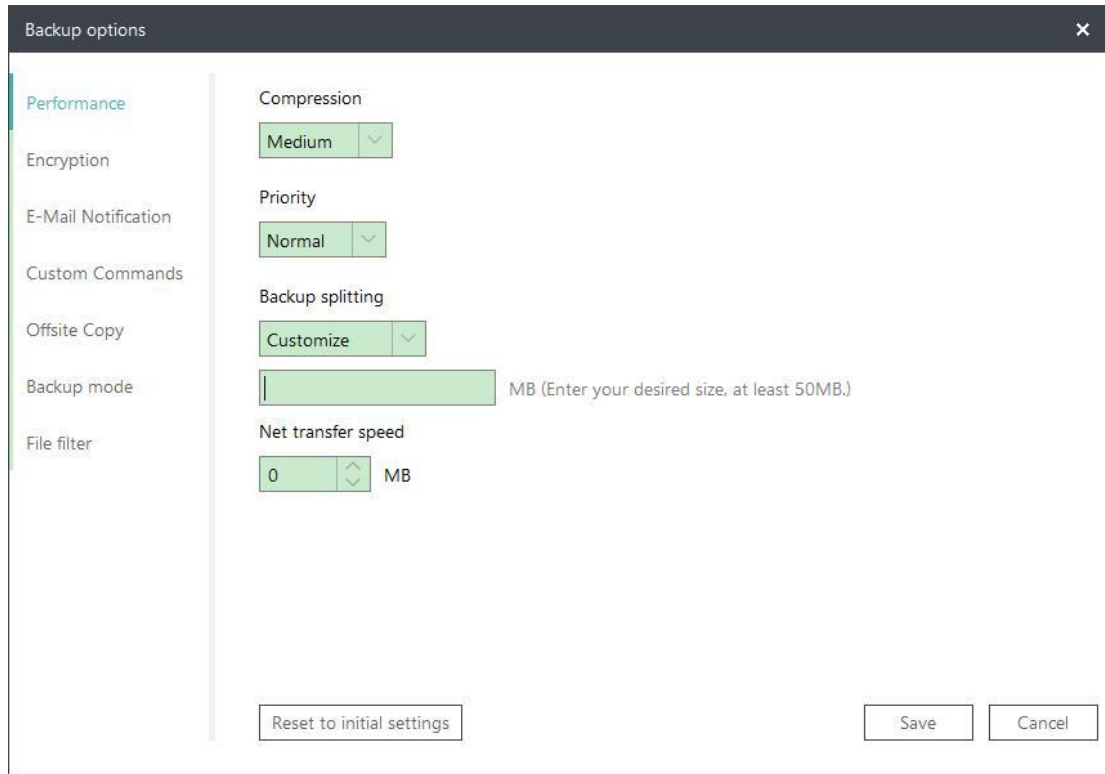 Backup options
Performance
Encryption
E-Mail Notification
Custom Commands
Offsite Copy
Backup mode
File filter
Compression
Medium
Priority
Normal
Backup splitting
Customize
MB (Enter your desired size, at least 50MB.)
Net transfer speed
0 MB
Reset to initial settings
Save
Cancel